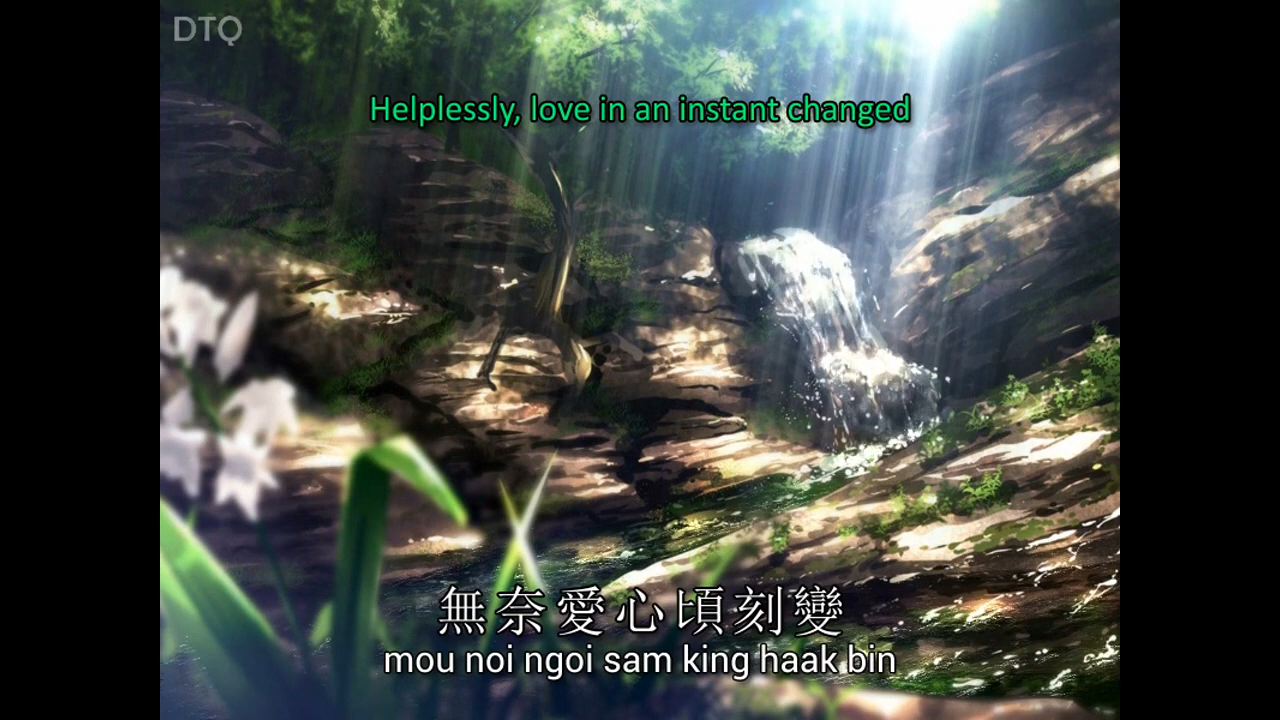 DTQ
Helplessly, love in an instant changed
無奈愛心頃刻變
mou noi ngoi sam king haak bin